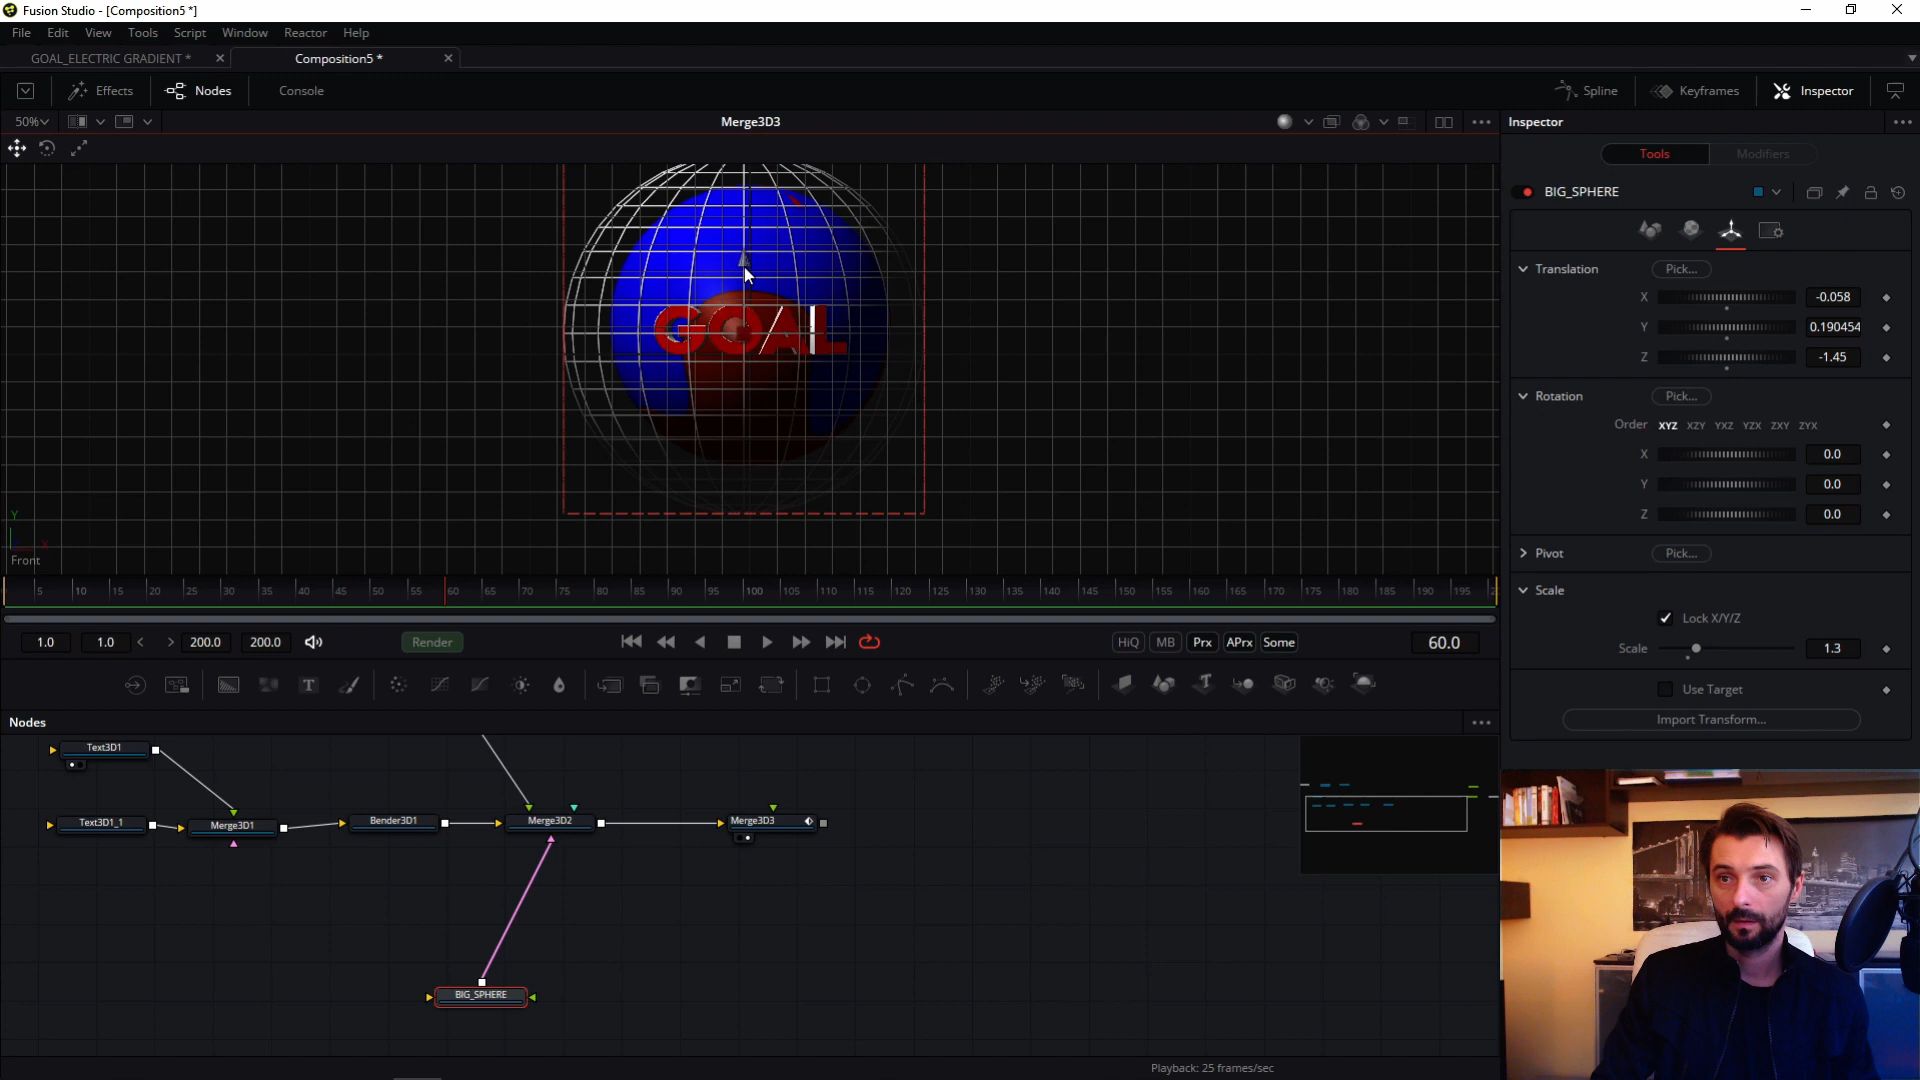 Fusion Studio - [Composition5 *]
File Edit View Tools Script Window Reactor Help
GOAL_ELECTRIC GRADIENT * Composition5 *
Effects Nodes Console Spline Keyframes Inspector
50% Merge3D3 Inspector
Tools Modifiers
BIG_SPHERE
Translation Pick...
X -0.058
Y 0.190454
Z -1.45
Rotation Pick...
Order XYZ XZY YXZ YZX ZXY ZYX
X 0.0
Y 0.0
Z 0.0
Pivot Pick...
Scale
Lock X/Y/Z
Scale 1.3
Use Target
Import Transform...
GOAL
Y
X
Front
5 10 15 20 25 30 35 40 45 50 55 60 65 70 75 80 85 90 95 100 105 110 115 120 125 130 135 140 145 150 155 160 165 170 175 180 185 190 195
1.0 1.0 200.0 200.0 Render HiQ MB Prx APrx Some 60.0
Nodes
Text3D1
Text3D1_1 Merge3D1 Bender3D1 Merge3D2 Merge3D3
BIG_SPHERE
Playback: 25 frames/sec